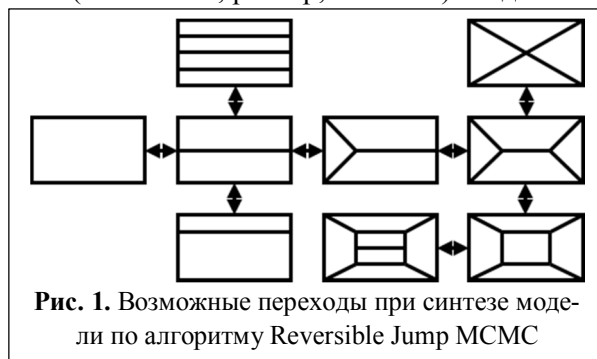 Рис. 1. Возможные переходы при синтезе моде-
ли по алгоритму Reversible Jump MCMC